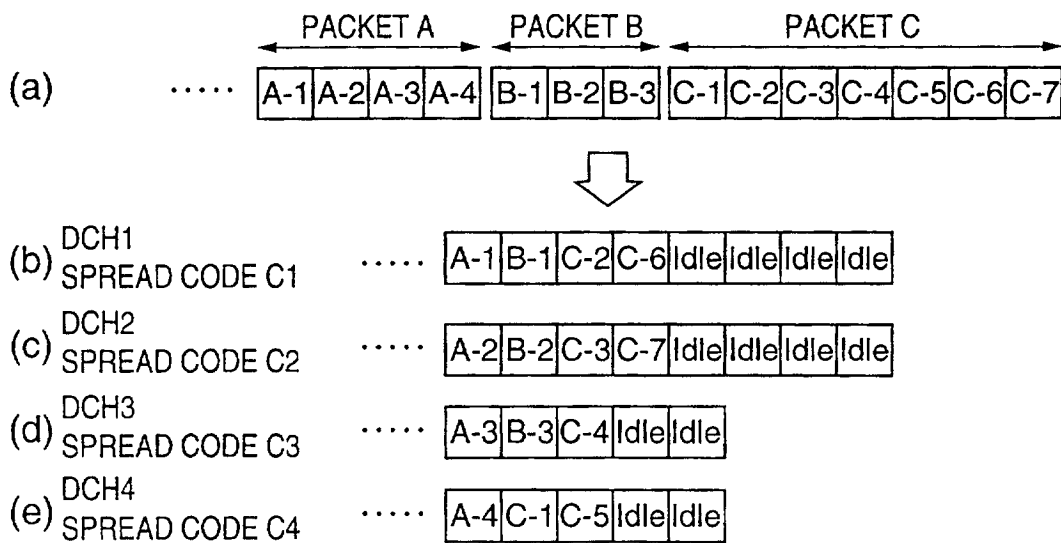 PACKET A PACKET B PACKET C
(a) ····· A-1 A-2 A-3 A-4 B-1 B-2 B-3 C-1 C-2 C-3 C-4 C-5 C-6 C-7
(b) DCH1
SPREAD CODE C1 ····· A-1 B-1 C-2 C-6 Idle Idle Idle Idle
(c) DCH2
SPREAD CODE C2 ····· A-2 B-2 C-3 C-7 Idle Idle Idle Idle
(d) DCH3
SPREAD CODE C3 ····· A-3 B-3 C-4 Idle Idle
(e) DCH4
SPREAD CODE C4 ····· A-4 C-1 C-5 Idle Idle